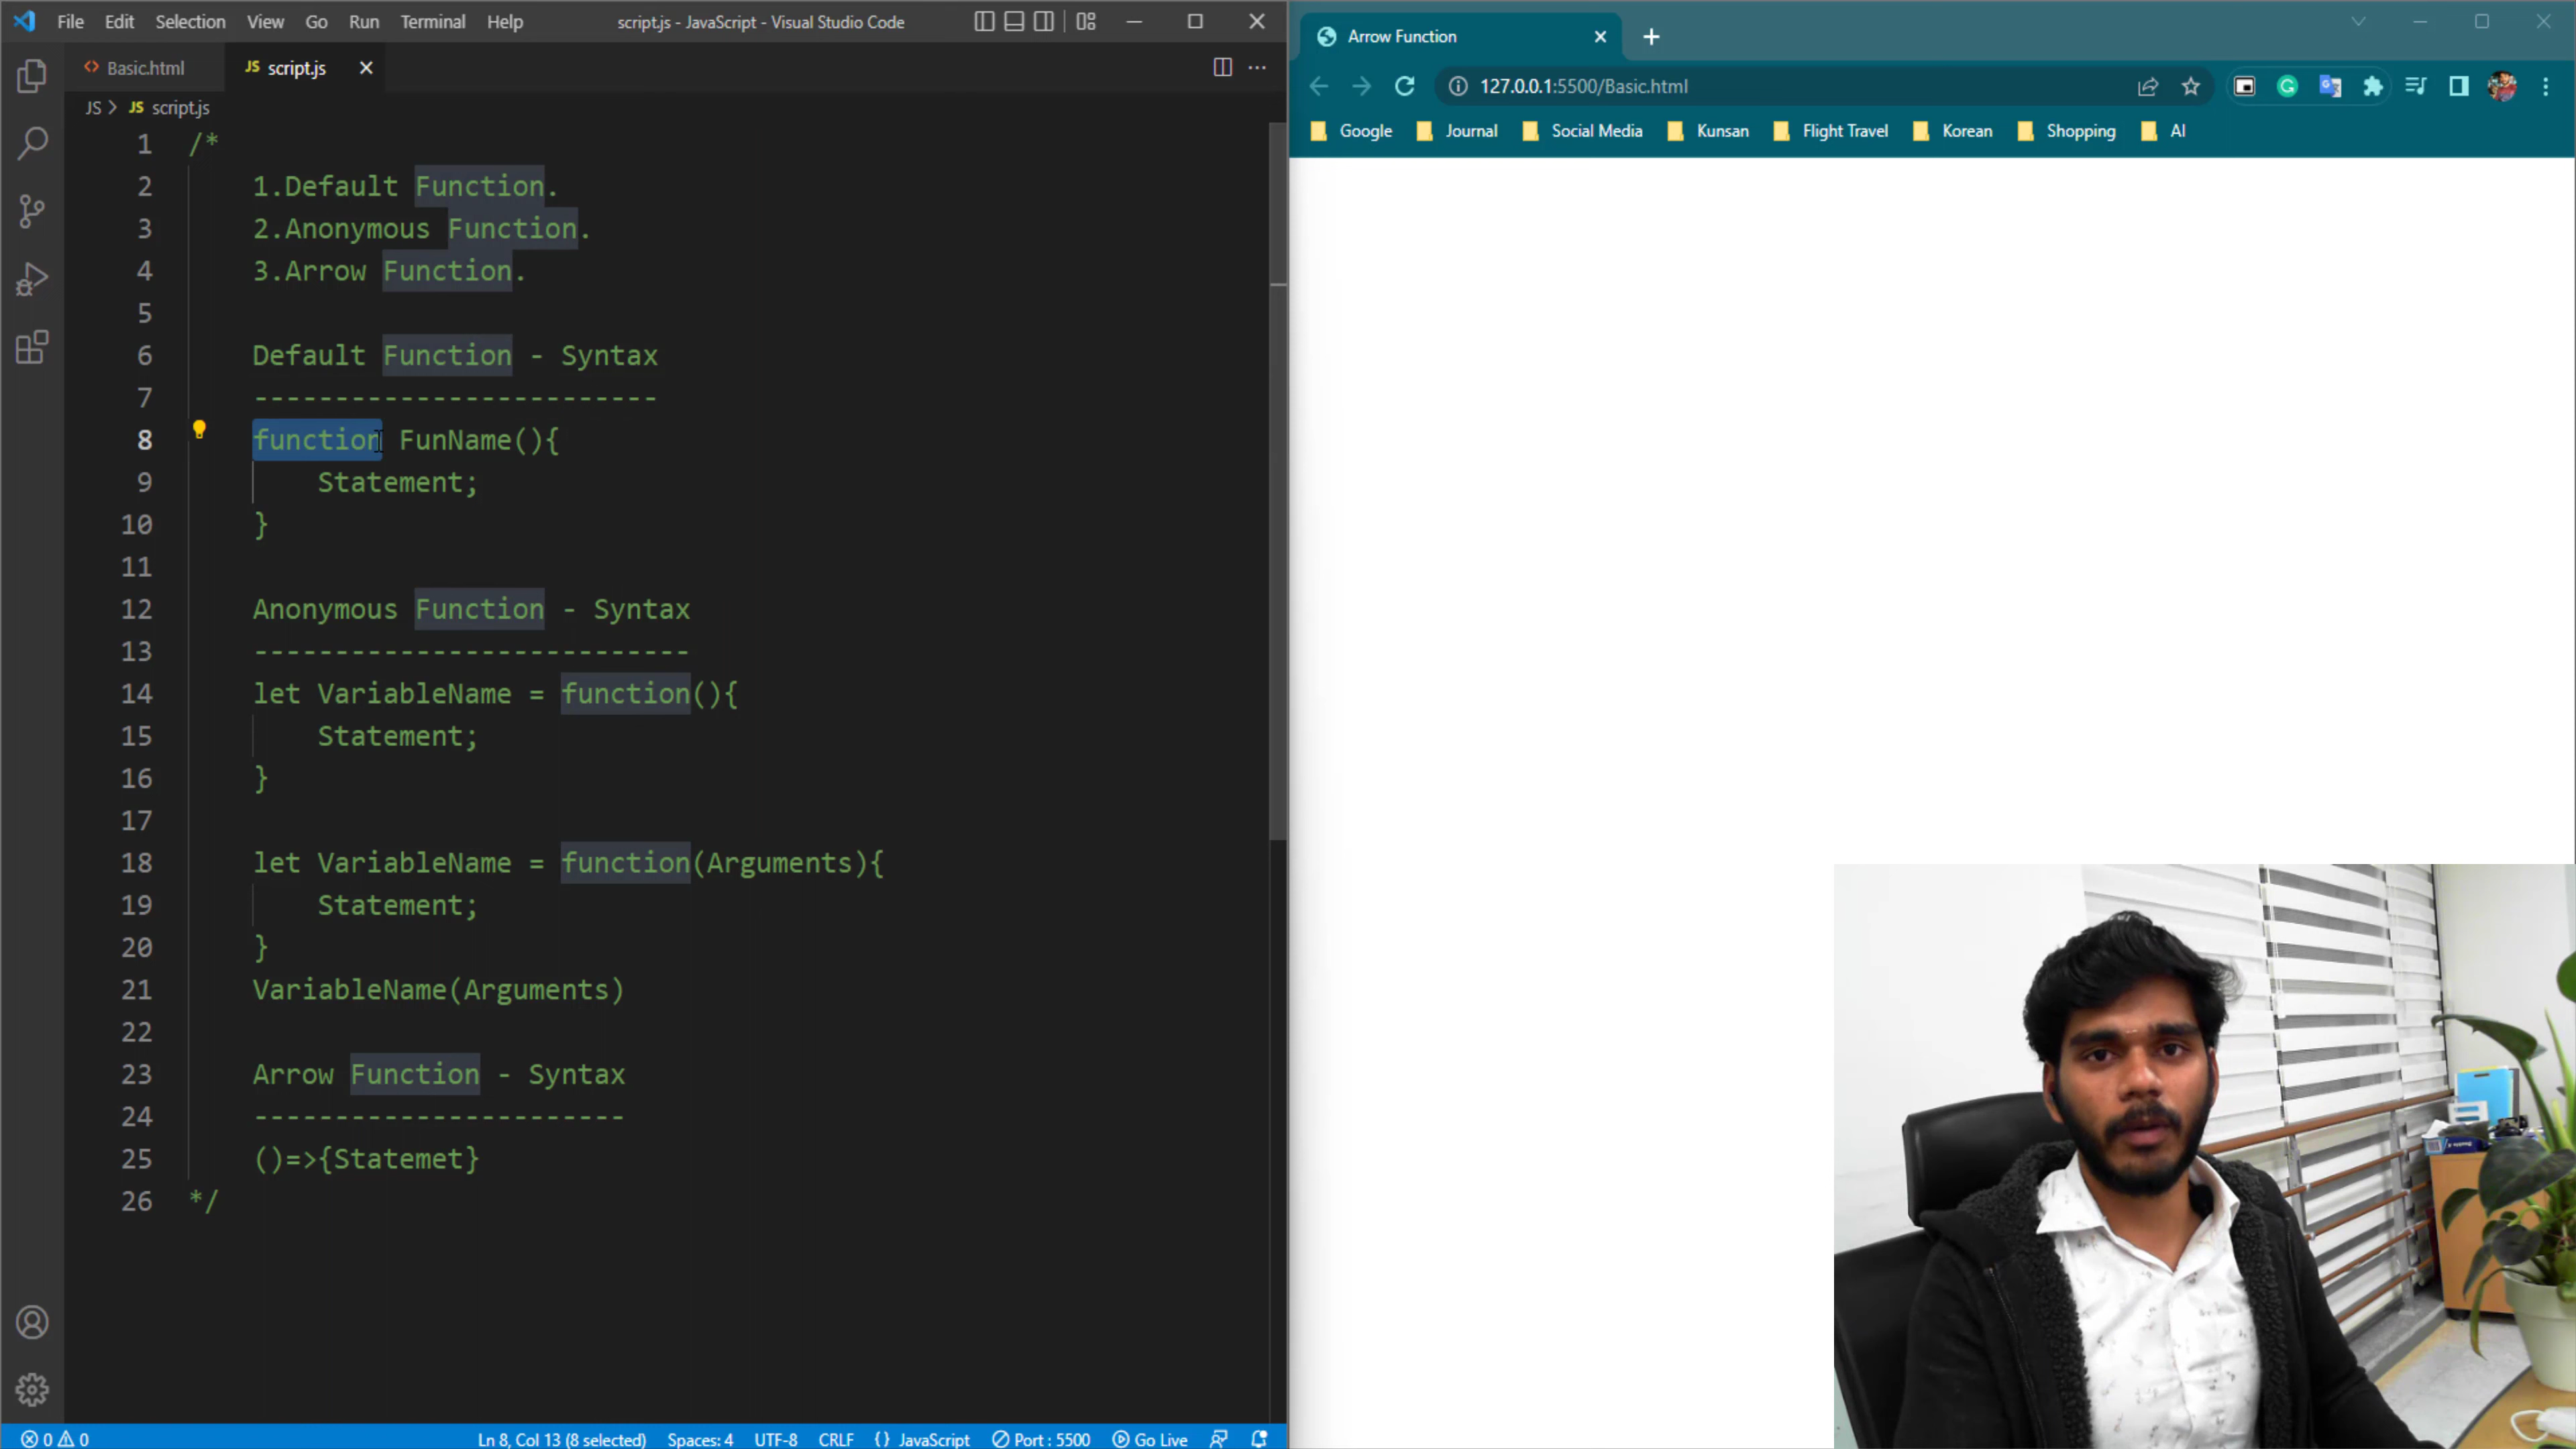 File Edit Selection View Go Run Terminal Help script.js - JavaScript - Visual Studio Code
Basic.html JS script.js
JS > JS script.js
1 /*
2 1.Default Function.
3 2.Anonymous Function.
4 3.Arrow Function.
5
6 Default Function - Syntax
7 -------------------------
8 function FunName(){
9 Statement;
10 }
11
12 Anonymous Function - Syntax
13 ---------------------------
14 let VariableName = function(){
15 Statement;
16 }
17
18 let VariableName = function(Arguments){
19 Statement;
20 }
21 VariableName(Arguments)
22
23 Arrow Function - Syntax
24 -----------------------
25 ()=>{Statemet}
26 */
0 0 Ln 8, Col 13 (8 selected) Spaces: 4 UTF-8 CRLF {} JavaScript Port : 5500 Go Live
Arrow Function
127.0.0.1:5500/Basic.html
Google Journal Social Media Kunsan Flight Travel Korean Shopping AI